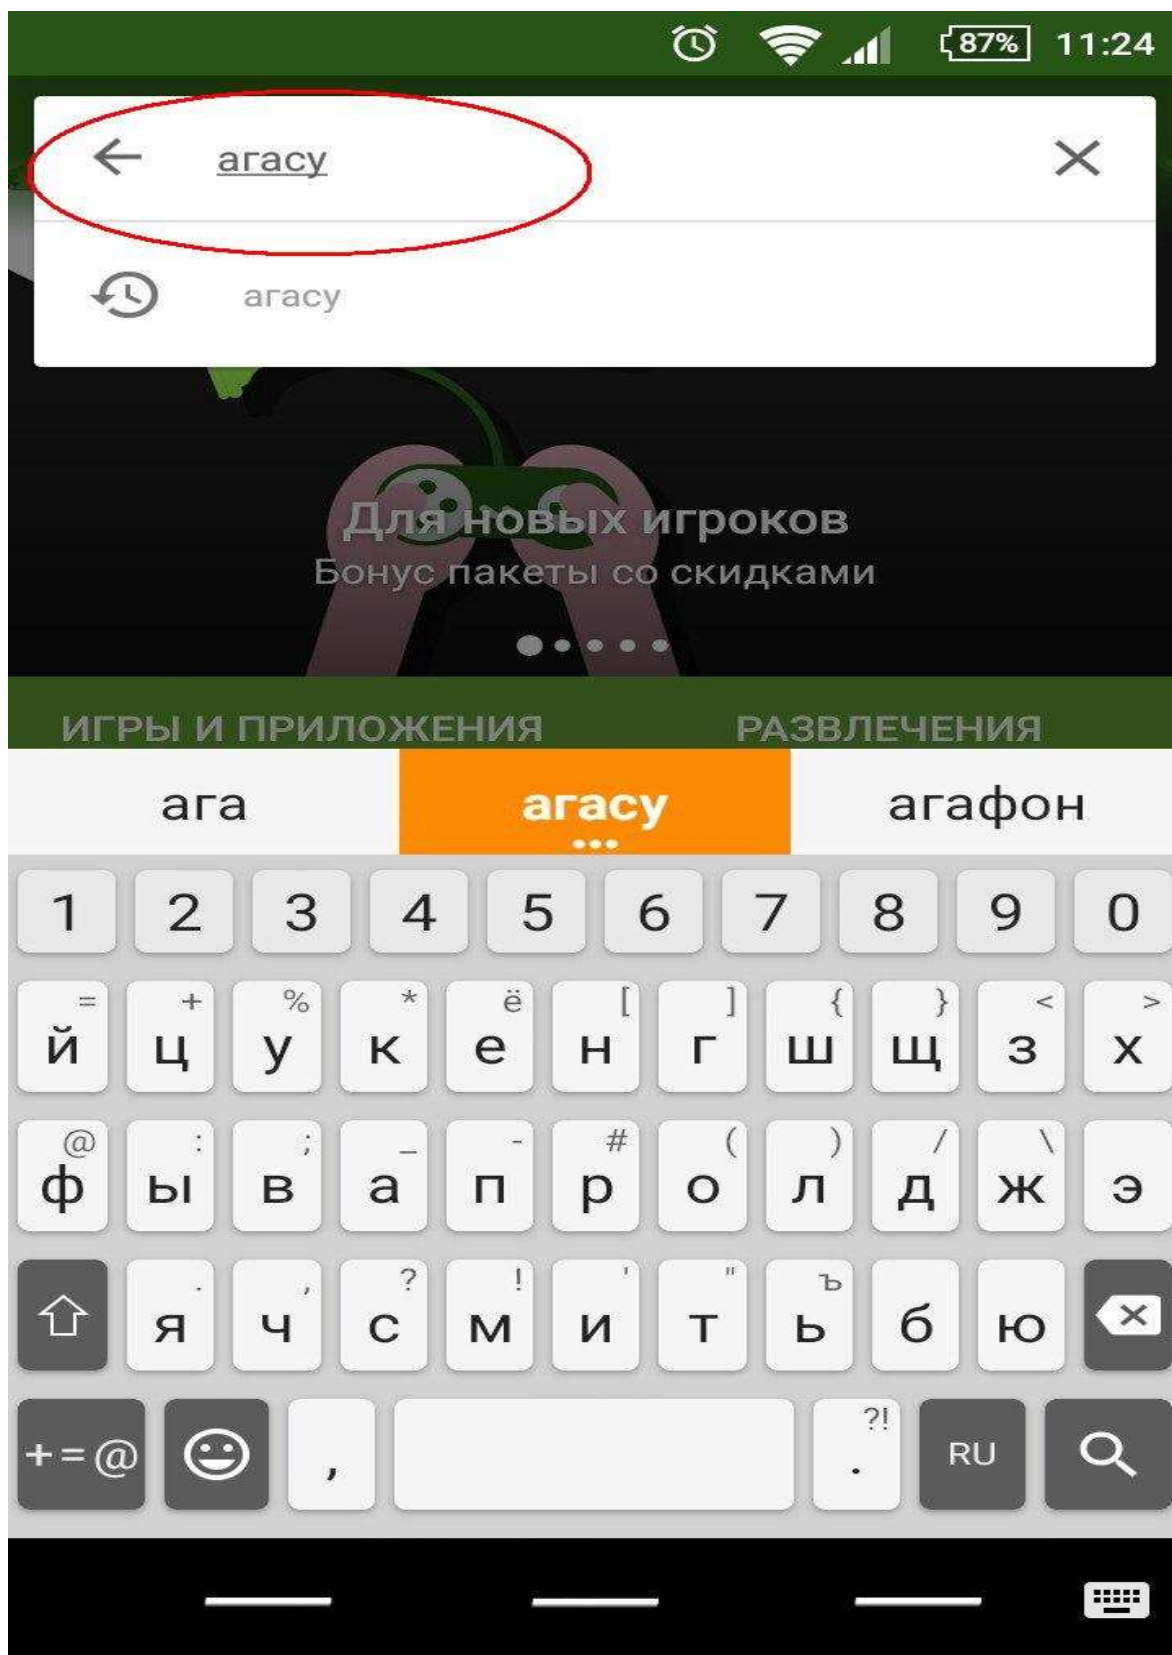 87% 11:24
агасу
агасу
Для новых игроков
Бонус пакеты со скидками
ИГРЫ И ПРИЛОЖЕНИЯ РАЗВЛЕЧЕНИЯ
ага агасу агафон
1 2 3 4 5 6 7 8 9 0
= + % * ё [ ] { } < >
й ц у к е н г ш щ з х
@ : ; _ - # ( ) / \
ф ы в а п р о л д ж э
. , ? ! ' " ъ
я ч с м и т ь б ю
?!
+=@ , . RU